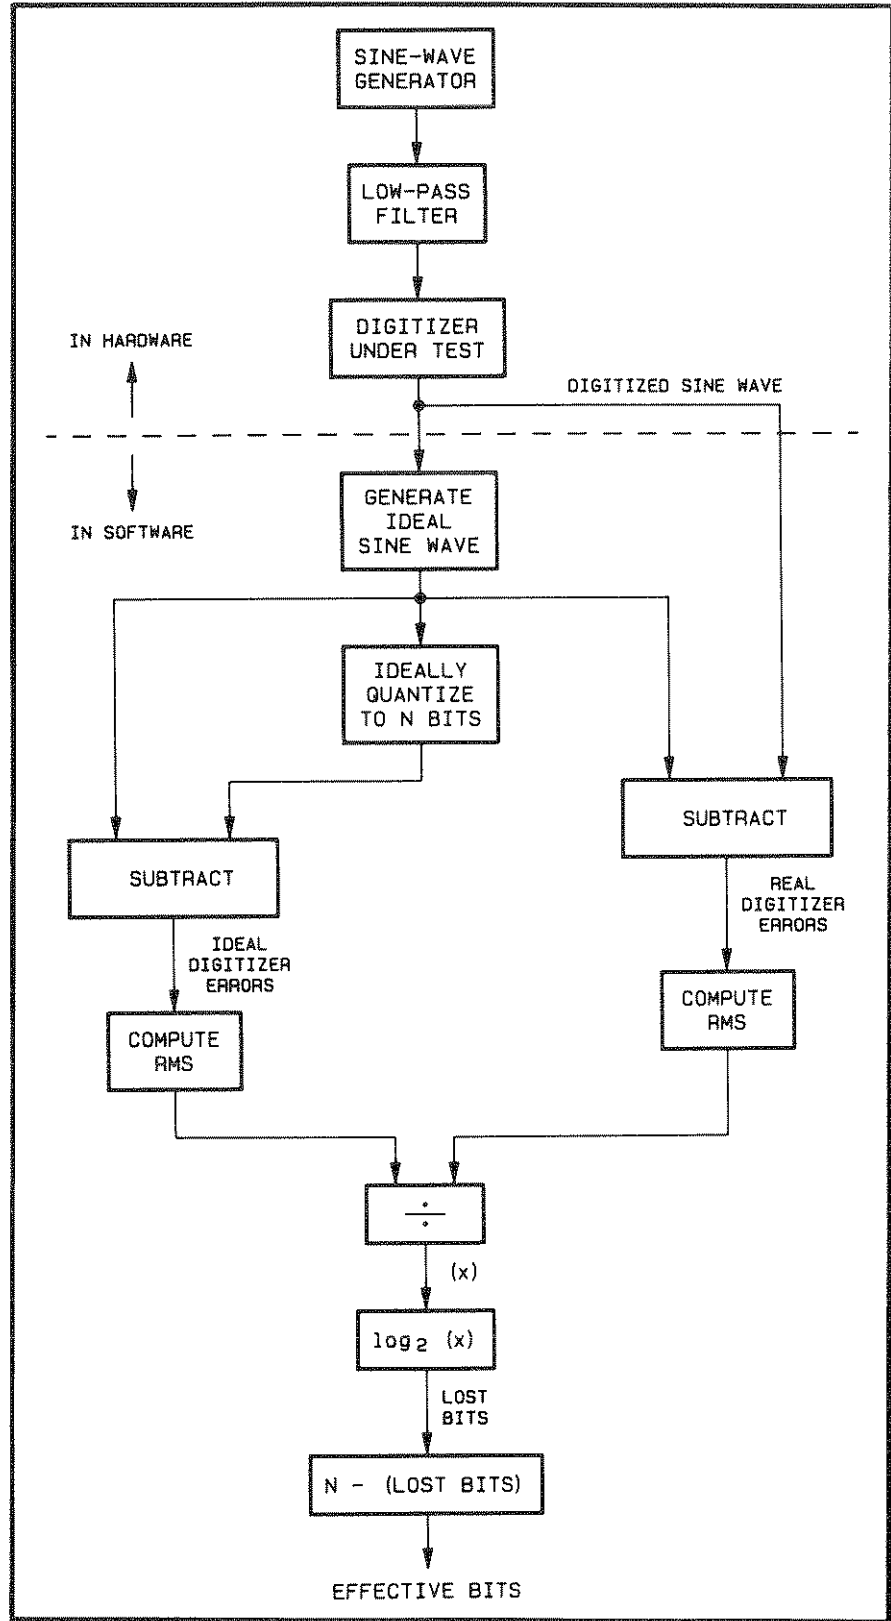 SINE-WAVE
GENERATOR
LOW-PASS
FILTER
DIGITIZER
UNDER TEST
IN HARDWARE
DIGITIZED SINE WAVE
IN SOFTWARE
GENERATE
IDEAL
SINE WAVE
IDEALLY
QUANTIZE
TO N BITS
SUBTRACT
SUBTRACT
REAL
DIGITIZER
ERRORS
IDEAL
DIGITIZER
ERRORS
COMPUTE
RMS
COMPUTE
RMS
÷
(x)
log₂ (x)
LOST
BITS
N - (LOST BITS)
EFFECTIVE BITS